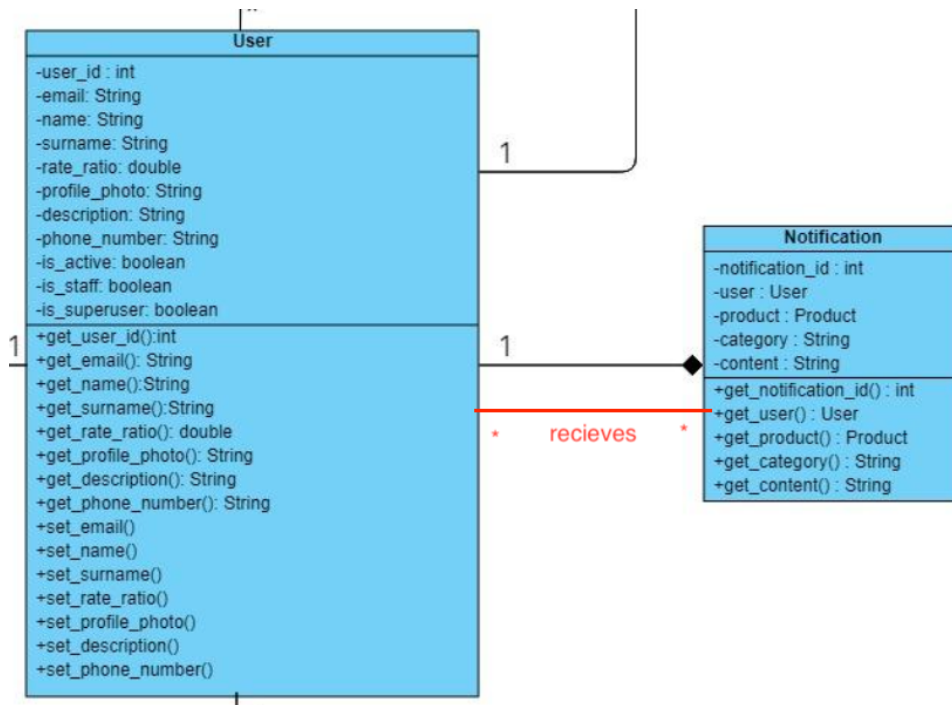 *
User
-user_id : int
-email: String
-name: String
-surname: String
-rate_ratio: double
-profile_photo: String
-description: String
-phone_number: String
-is_active: boolean
-is_staff: boolean
-is_superuser: boolean
+get_user_id():int
+get_email(): String
+get_name():String
+get_surname():String
+get_rate_ratio(): double
+get_profile_photo(): String
+get_description(): String
+get_phone_number(): String
+set_email()
+set_name()
+set_surname()
+set_rate_ratio()
+set_profile_photo()
+set_description()
+set_phone_number()
1
1
1
* recieves *
Notification
-notification_id : int
-user : User
-product : Product
-category : String
-content : String
+get_notification_id() : int
+get_user() : User
+get_product() : Product
+get_category() : String
+get_content() : String